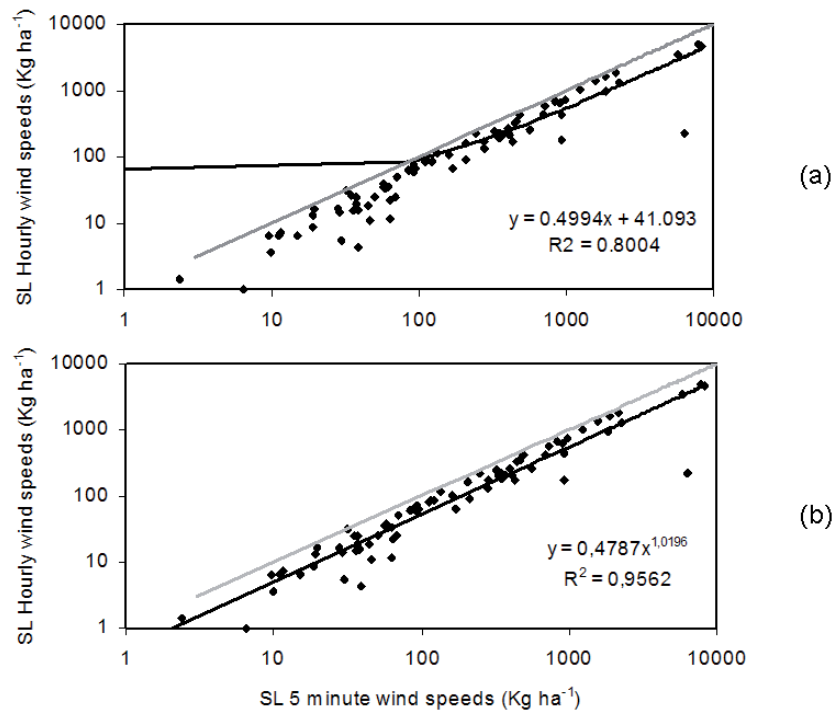 SL Hourly wind speeds (Kg ha⁻¹)
10000
1000
100
10
1
y = 0.4994x + 41.093
R2 = 0.8004
(a)
1 10 100 1000 10000
SL Hourly wind speeds (Kg ha⁻¹)
10000
1000
100
10
1
y = 0,4787x^1,0196
R² = 0,9562
(b)
1 10 100 1000 10000
SL 5 minute wind speeds (Kg ha⁻¹)